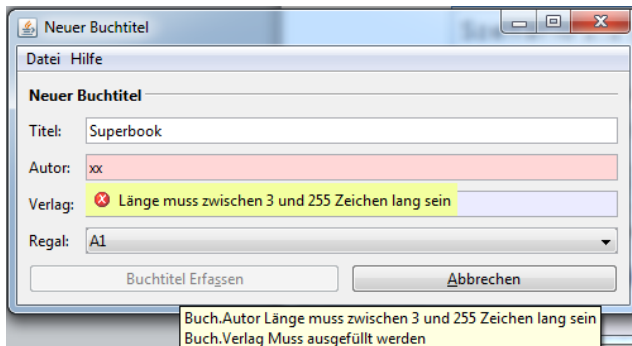 Neuer Buchtitel
Datei Hilfe
Neuer Buchtitel
Titel: Superbook
Autor: xx
Verlag: Länge muss zwischen 3 und 255 Zeichen lang sein
Regal: A1
Buchtitel Erfassen Abbrechen
Buch.Autor Länge muss zwischen 3 und 255 Zeichen lang sein
Buch.Verlag Muss ausgefüllt werden